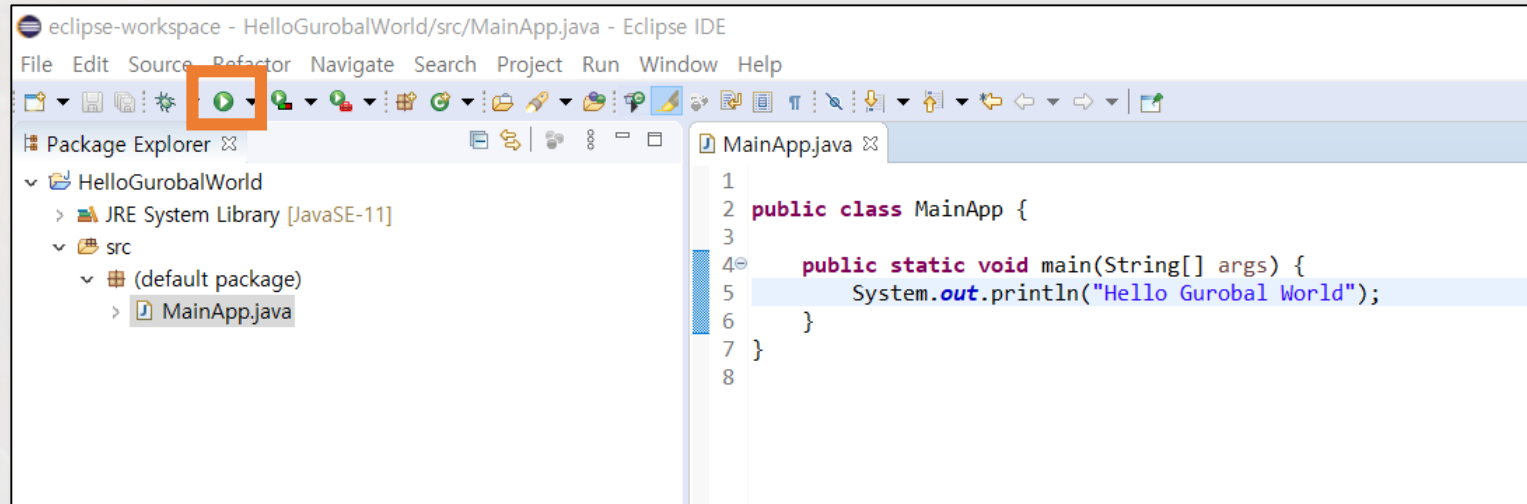 eclipse-workspace - HelloGurobalWorld/src/MainApp.java - Eclipse IDE
File Edit Source Refactor Navigate Search Project Run Window Help
Package Explorer
HelloGurobalWorld
JRE System Library [JavaSE-11]
src
(default package)
MainApp.java
MainApp.java
1
2 public class MainApp {
3
4 public static void main(String[] args) {
5 System.out.println("Hello Gurobal World");
6 }
7 }
8